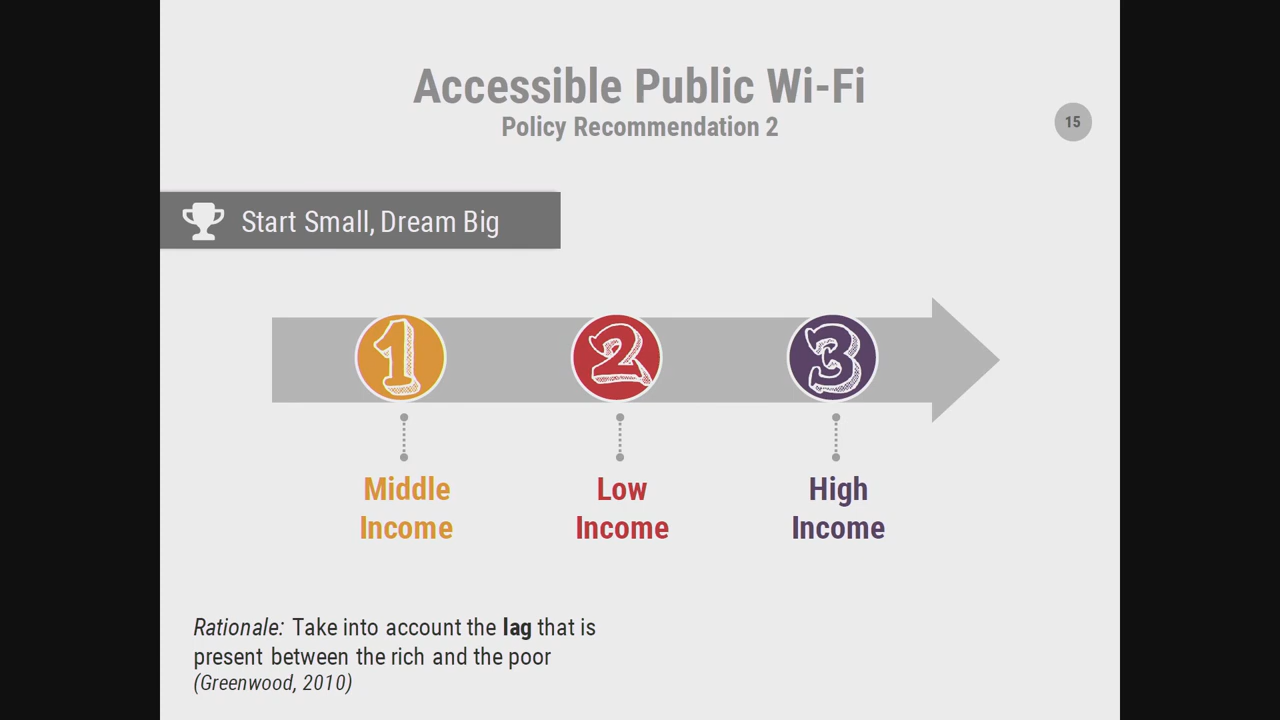 Accessible Public Wi-Fi
Policy Recommendation 2
15
Start Small, Dream Big
1 2 3
Middle Income
Low Income
High Income
Rationale: Take into account the lag that is
present between the rich and the poor
(Greenwood, 2010)